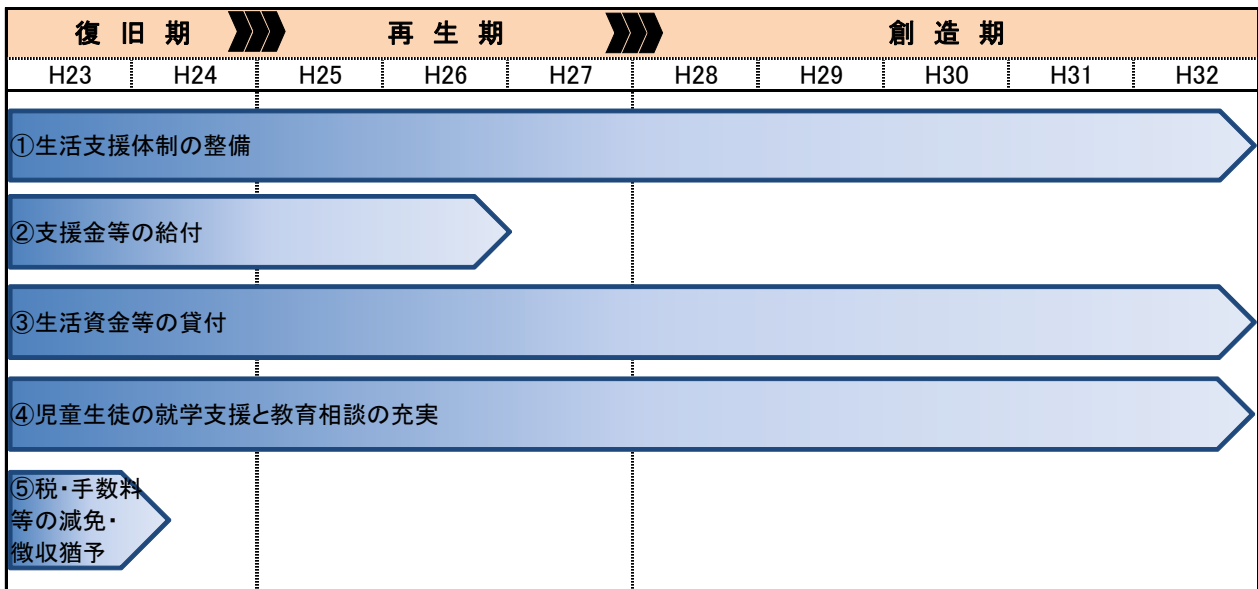 復旧期 再生期 創造期
H23 H24 H25 H26 H27 H28 H29 H30 H31 H32
①生活支援体制の整備
②支援金等の給付
③生活資金等の貸付
④児童生徒の就学支援と教育相談の充実
⑤税・手数料
等の減免・
徴収猶予